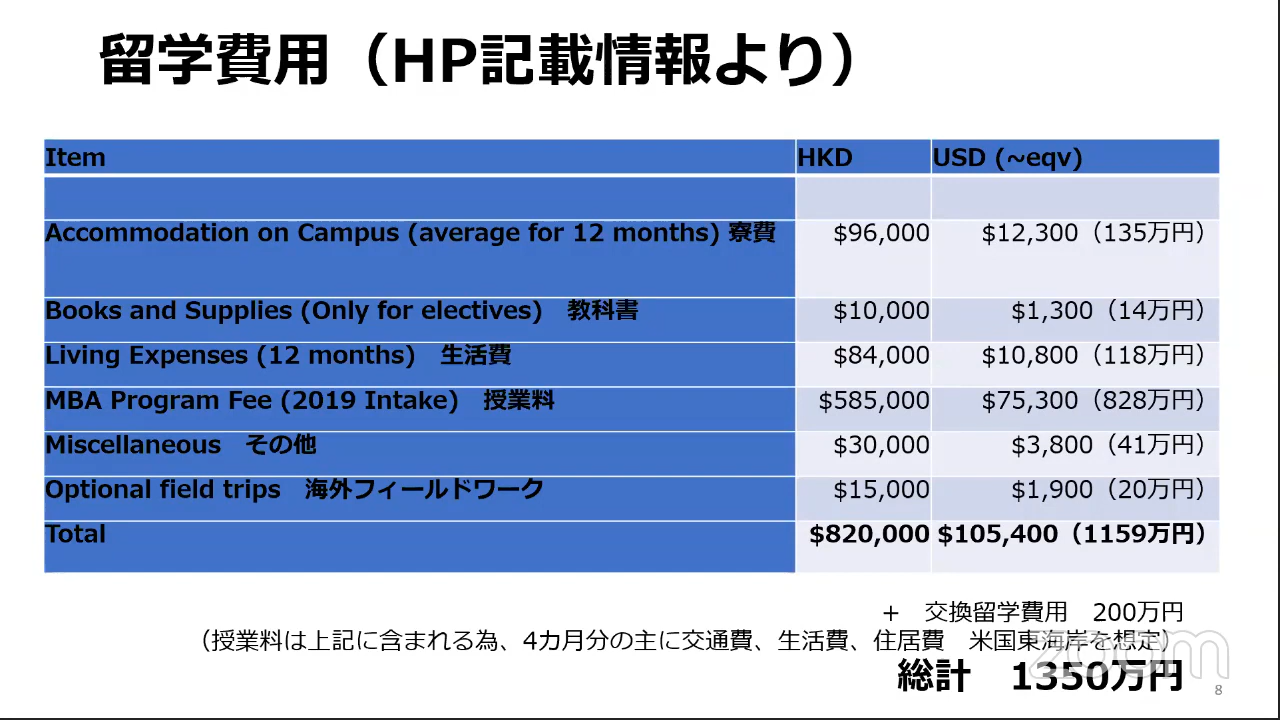 留学費用（HP記載情報より）
Item HKD USD (~eqv)
Accommodation on Campus (average for 12 months) 寮費 $96,000 $12,300（135万円）
Books and Supplies (Only for electives)　教科書 $10,000 $1,300（14万円）
Living Expenses (12 months)　生活費 $84,000 $10,800（118万円）
MBA Program Fee (2019 Intake)　授業料 $585,000 $75,300（828万円）
Miscellaneous　その他 $30,000 $3,800（41万円）
Optional field trips　海外フィールドワーク $15,000 $1,900（20万円）
Total $820,000 $105,400（1159万円）
＋　交換留学費用　200万円
（授業料は上記に含まれる為、4カ月分の主に交通費、生活費、住居費　米国東海岸を想定）
zoom
総計　1350万円
8